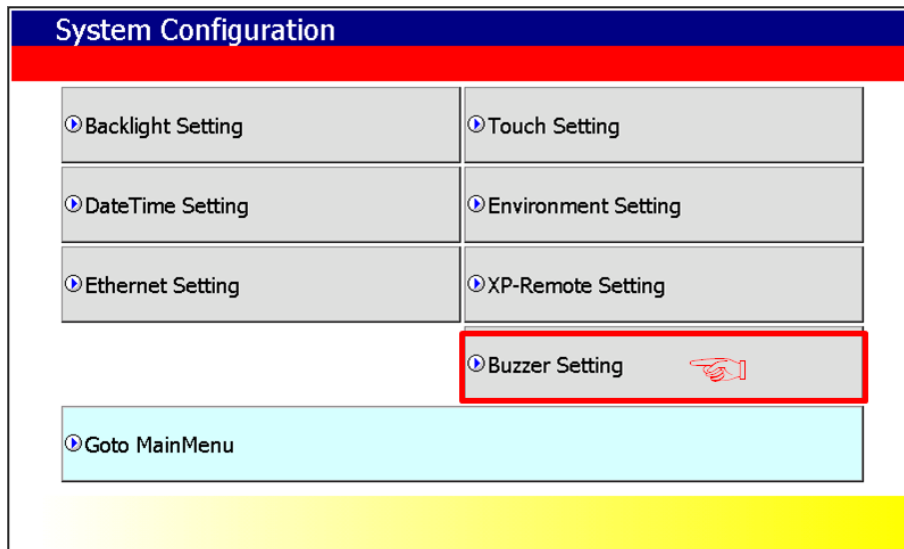 System Configuration
Backlight Setting
Touch Setting
DateTime Setting
Environment Setting
Ethernet Setting
XP-Remote Setting
Buzzer Setting
Goto MainMenu